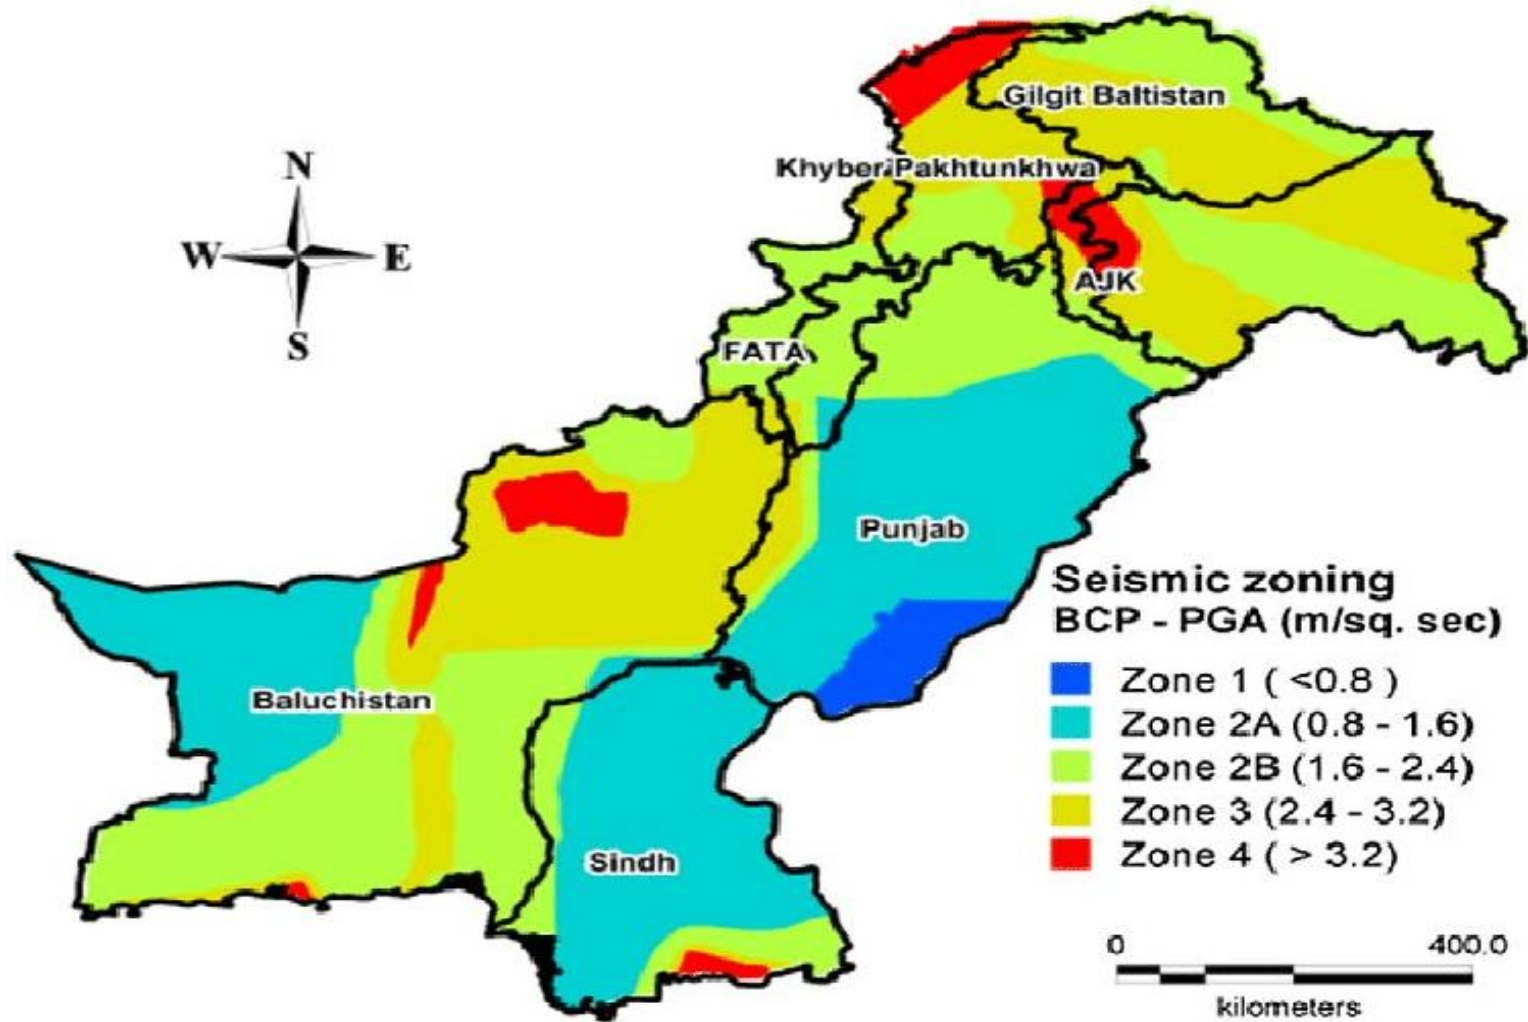 Gilgit Baltistan
N
Khyber Pakhtunkhwa
W E
AJK
S
FATA
Punjab
Seismic zoning
BCP - PGA (m/sq. sec)
Zone 1 ( <0.8 )
Baluchistan
Zone 2A (0.8 - 1.6)
Zone 2B (1.6 - 2.4)
Zone 3 (2.4 - 3.2)
Zone 4 ( > 3.2)
Sindh
0 400.0
kilometers